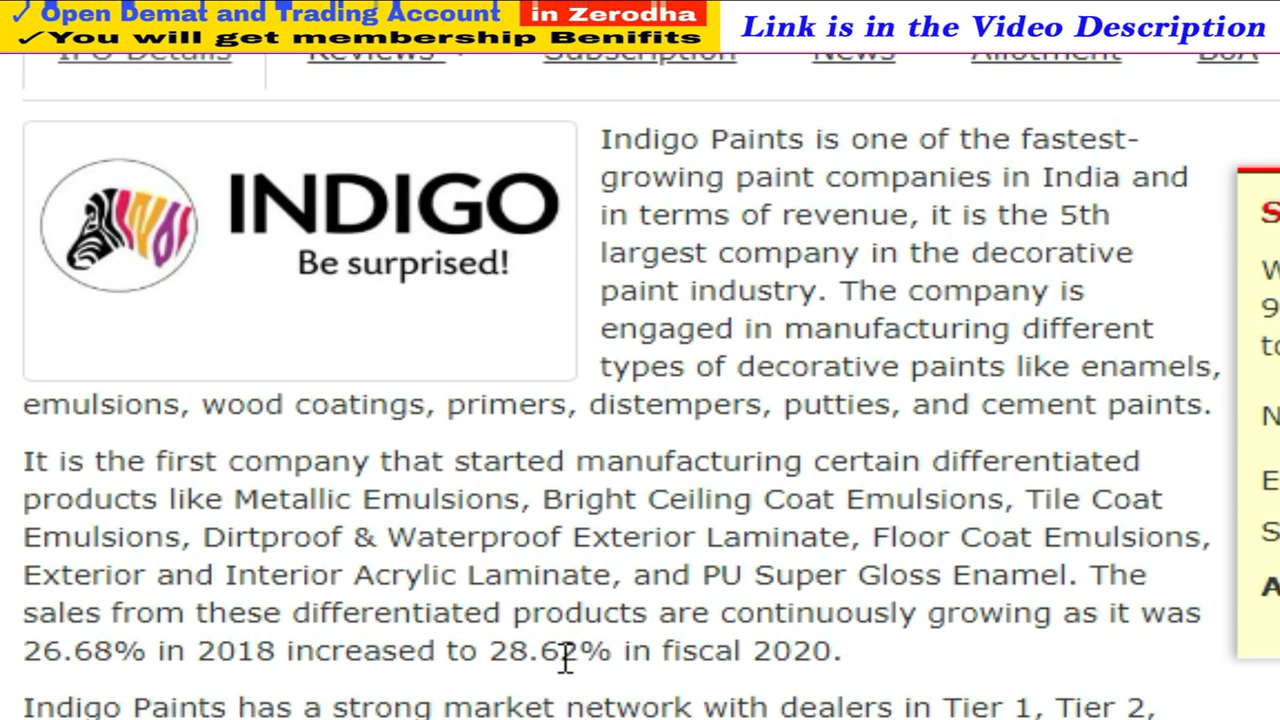 ✓ Open Demat and Trading Account in Zerodha
✓You will get membership Benifits
Link is in the Video Description
IPO Details Reviews Subscription News Allotment BoA
INDIGO
Be surprised!
Indigo Paints is one of the fastest-
growing paint companies in India and
in terms of revenue, it is the 5th
largest company in the decorative
paint industry. The company is
engaged in manufacturing different
types of decorative paints like enamels,
emulsions, wood coatings, primers, distempers, putties, and cement paints.
It is the first company that started manufacturing certain differentiated
products like Metallic Emulsions, Bright Ceiling Coat Emulsions, Tile Coat
Emulsions, Dirtproof & Waterproof Exterior Laminate, Floor Coat Emulsions,
Exterior and Interior Acrylic Laminate, and PU Super Gloss Enamel. The
sales from these differentiated products are continuously growing as it was
26.68% in 2018 increased to 28.62% in fiscal 2020.
Indigo Paints has a strong market network with dealers in Tier 1, Tier 2,